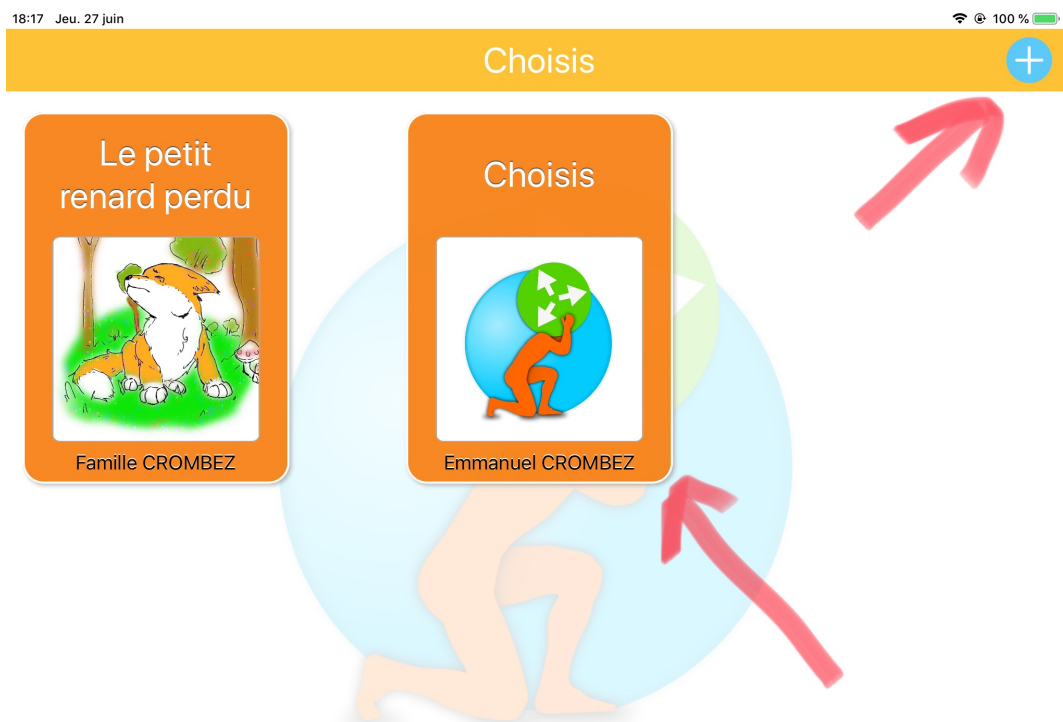 18:17 Jeu. 27 juin
100 %
Choisis
Le petit
renard perdu
Famille CROMBEZ
Choisis
Emmanuel CROMBEZ